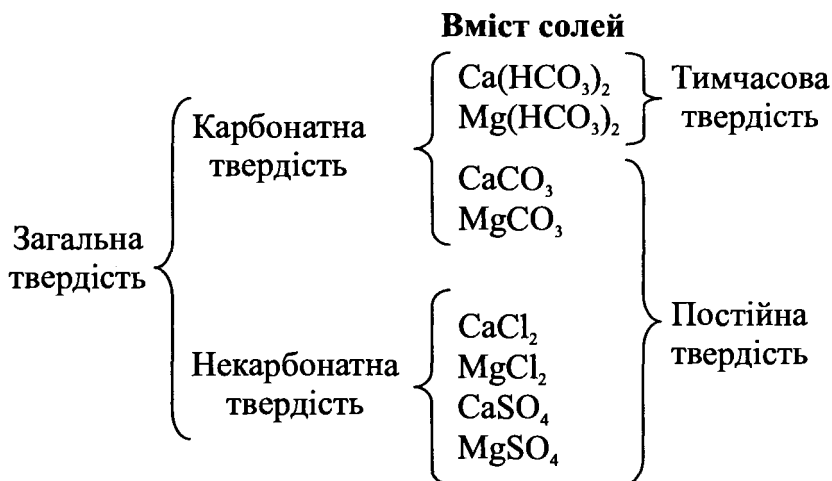 Вміст солей
Загальна
твердість
Карбонатна
твердість
Ca(HCO₃)₂
Mg(HCO₃)₂
CaCO₃
MgCO₃
Тимчасова
твердість
Некарбонатна
твердість
CaCl₂
MgCl₂
CaSO₄
MgSO₄
Постійна
твердість